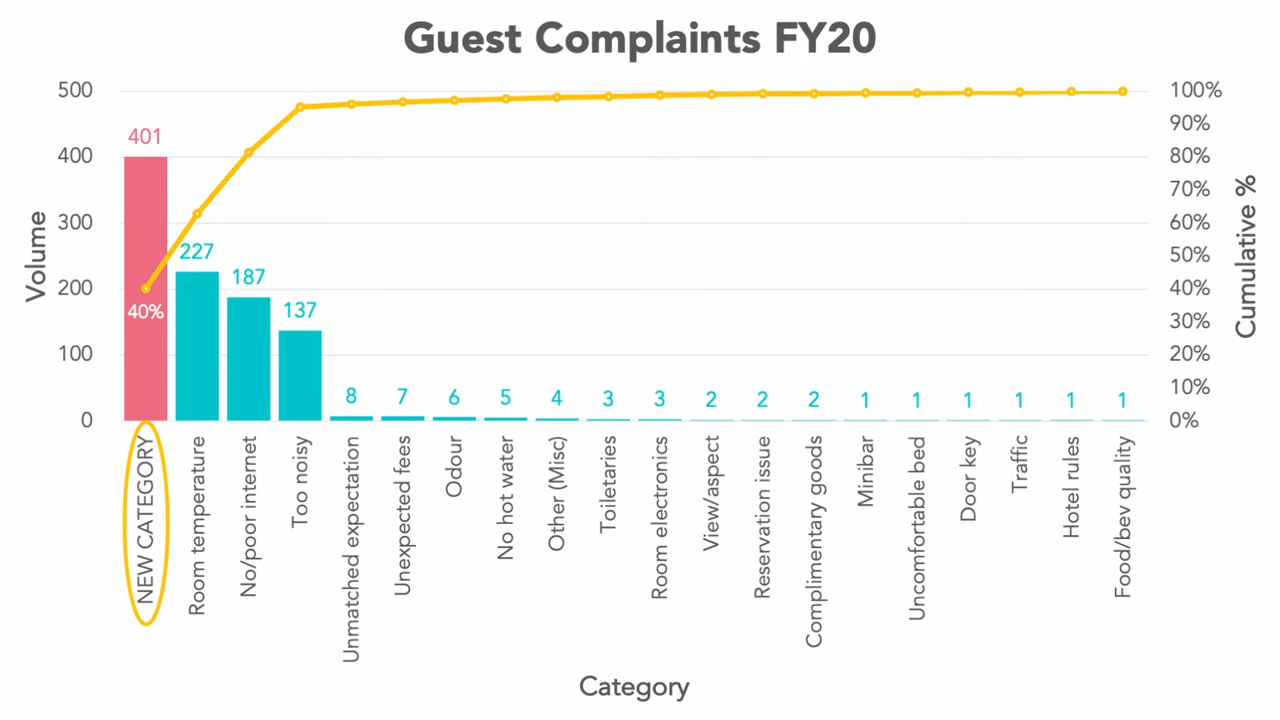 Guest Complaints FY20
500
400
300
200
100
0
Volume
401
40%
227
187
137
8
7
6
5
4
3
3
2
2
2
1
1
1
1
1
1
100%
90%
80%
70%
60%
50%
40%
30%
20%
10%
0%
Cumulative %
NEW CATEGORY
Room temperature
No/poor internet
Too noisy
Unmatched expectation
Unexpected fees
Odour
No hot water
Other (Misc)
Toiletaries
Room electronics
View/aspect
Reservation issue
Complimentary goods
Minibar
Uncomfortable bed
Door key
Traffic
Hotel rules
Food/bev quality
Category